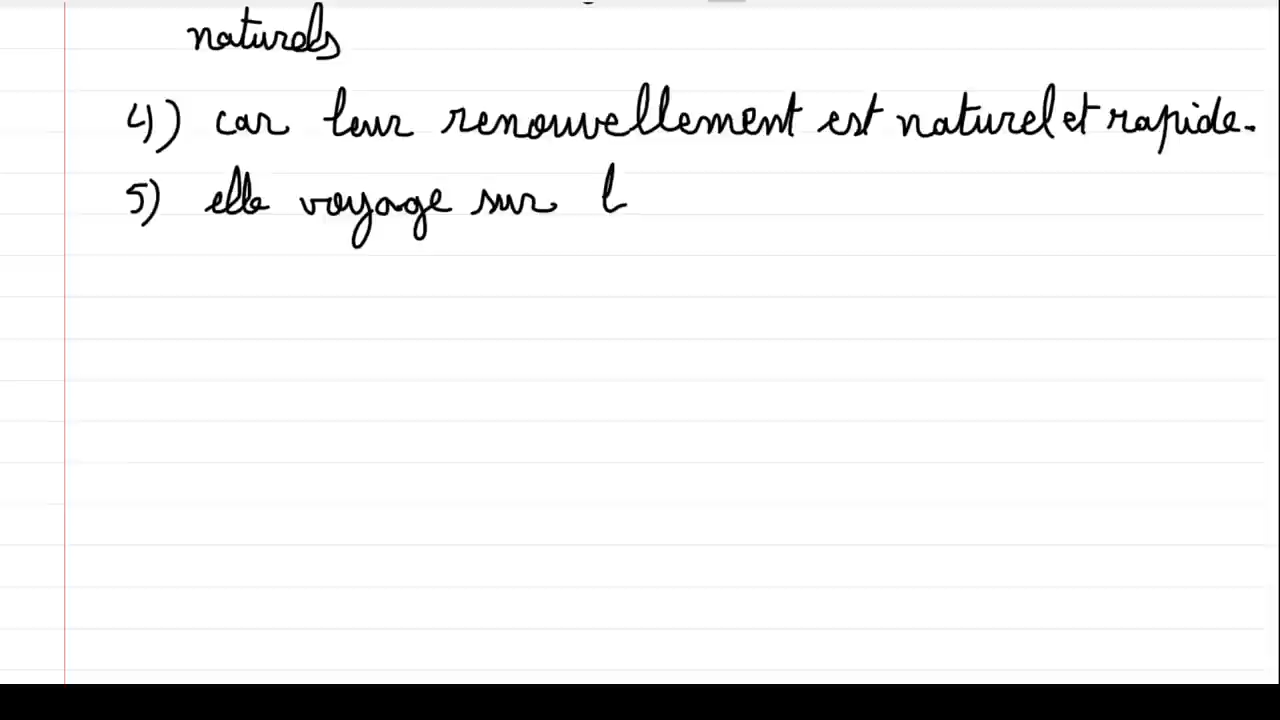 naturels
4) car leur renouvellement est naturel et rapide.
5) elle voyage sur l